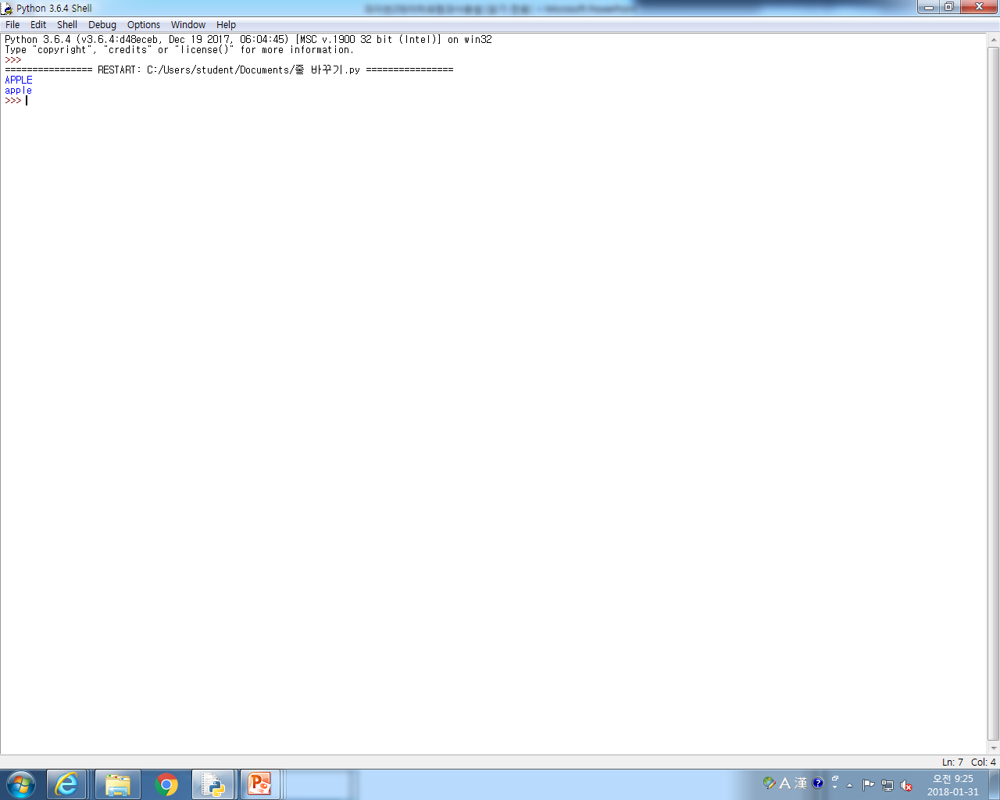 Python 3.6.4 Shell
File Edit Shell Debug Options Window Help
Python 3.6.4 (v3.6.4:d48eceb, Dec 19 2017, 06:04:45) [MSC v.1900 32 bit (Intel)] on win32
Type "copyright", "credits" or "license()" for more information.
>>>
================ RESTART: C:/Users/student/Documents/줄 바꾸기.py ================
APPLE
apple
>>>
Ln: 7 Col: 4
A 漢
오전 9:25
2018-01-31